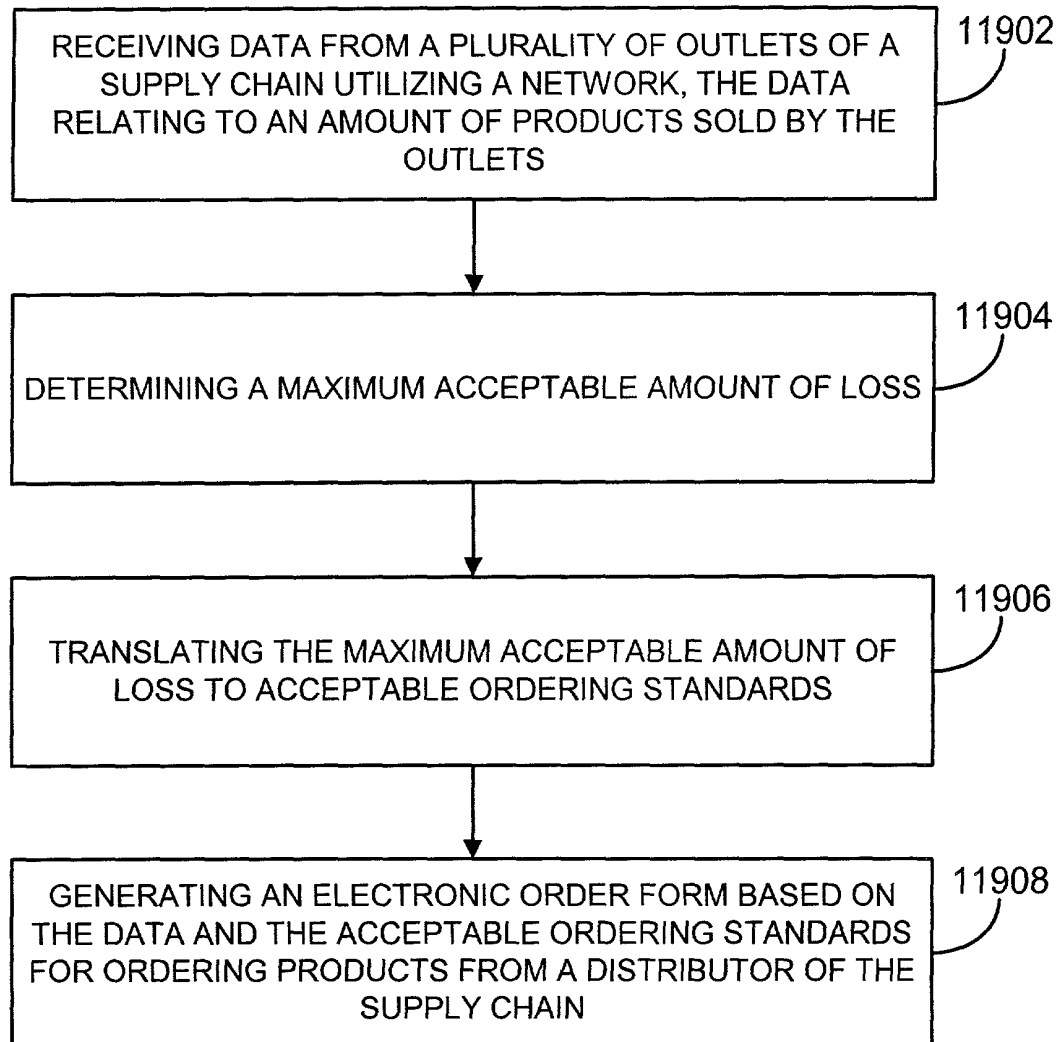 RECEIVING DATA FROM A PLURALITY OF OUTLETS OF A
SUPPLY CHAIN UTILIZING A NETWORK, THE DATA
RELATING TO AN AMOUNT OF PRODUCTS SOLD BY THE
OUTLETS
11902
DETERMINING A MAXIMUM ACCEPTABLE AMOUNT OF LOSS
11904
TRANSLATING THE MAXIMUM ACCEPTABLE AMOUNT OF
LOSS TO ACCEPTABLE ORDERING STANDARDS
11906
GENERATING AN ELECTRONIC ORDER FORM BASED ON
THE DATA AND THE ACCEPTABLE ORDERING STANDARDS
FOR ORDERING PRODUCTS FROM A DISTRIBUTOR OF THE
SUPPLY CHAIN
11908